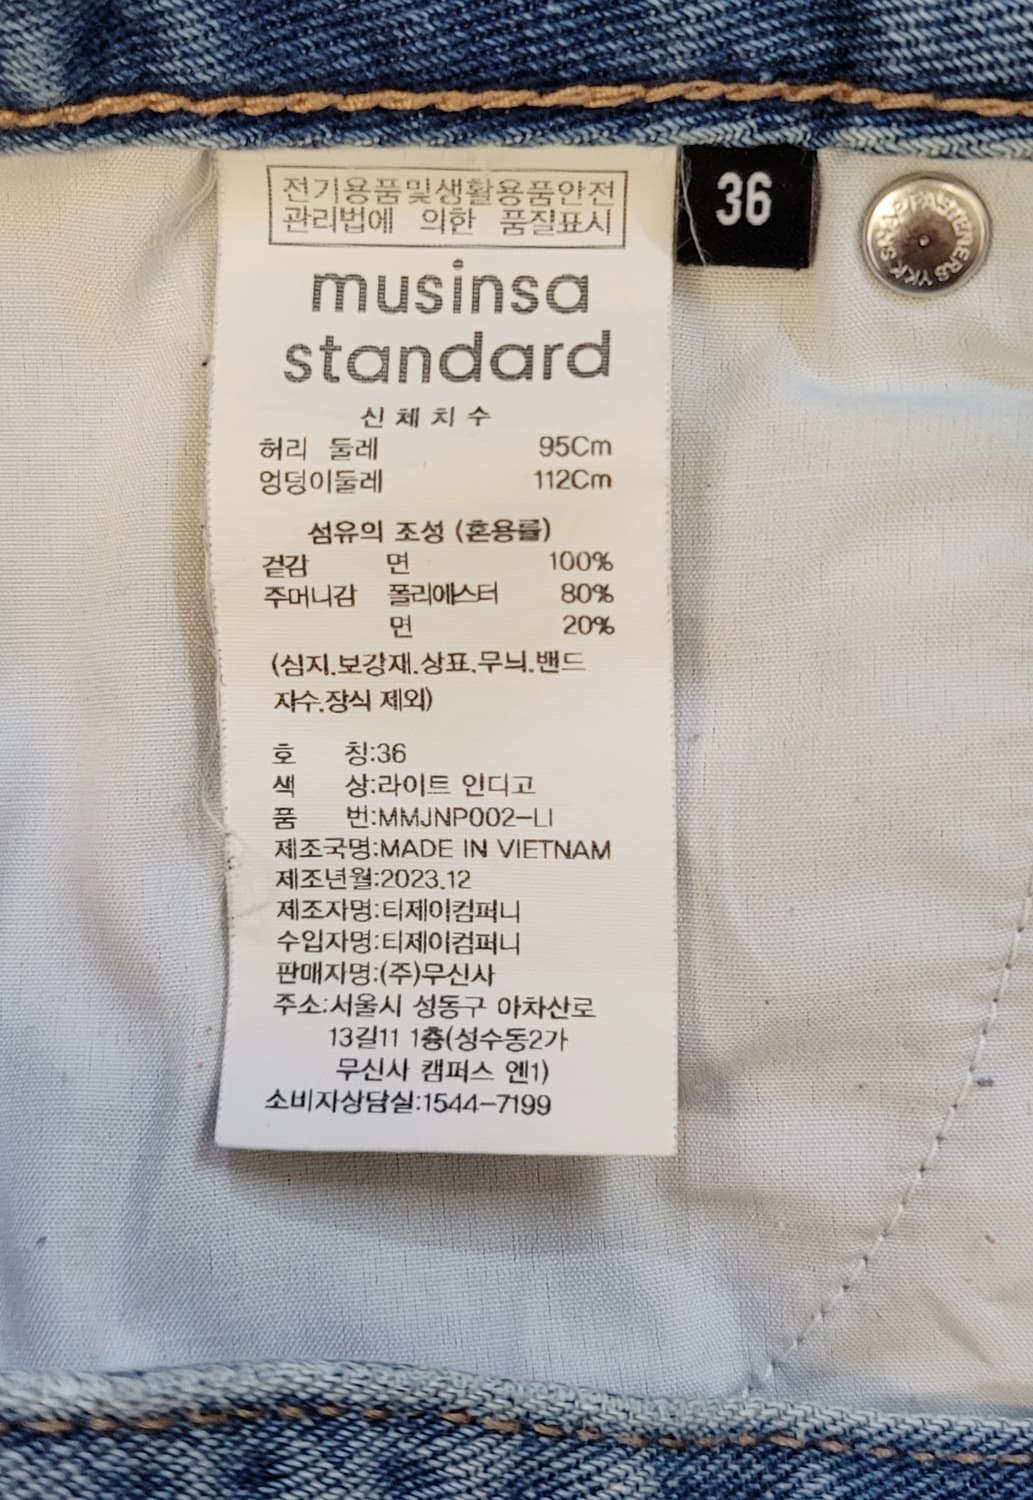 전기용품및생활용품안전
관리법에 의한 품질표시
musinsa
standard
신체치수
허리 둘레 95Cm
엉덩이둘레 112Cm
섬유의 조성 (혼용률)
겉감 면 100%
주머니감 폴리에스터 80%
면 20%
(심지.보강재.상표.무늬.밴드
자수.장식 제외)
호 칭:36
색 상:라이트 인디고
품 번:MMJNP002-LI
제조국명:MADE IN VIETNAM
제조년월:2023.12
제조자명:티제이컴퍼니
수입자명:티제이컴퍼니
판매자명:(주)무신사
주소:서울시 성동구 아차산로
13길11 1층(성수동2가
무신사 캠퍼스 엔1)
소비자상담실:1544-7199
36
YKK SNAP FASTENERS